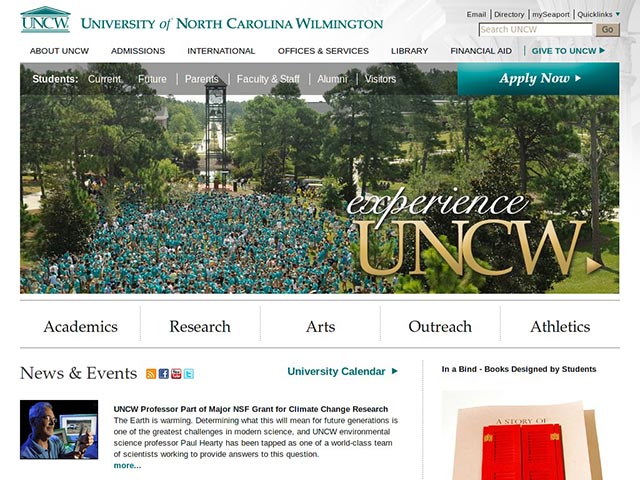 UNCW
UNIVERSITY of NORTH CAROLINA WILMINGTON
Email | Directory | mySeaport | Quicklinks
Search UNCW Go
ABOUT UNCW ADMISSIONS INTERNATIONAL OFFICES & SERVICES LIBRARY FINANCIAL AID GIVE TO UNCW
Students: Current Future Parents Faculty & Staff Alumni Visitors
Apply Now
experience
UNCW
Academics Research Arts Outreach Athletics
News & Events
University Calendar
UNCW Professor Part of Major NSF Grant for Climate Change Research
The Earth is warming. Determining what this will mean for future generations is
one of the greatest challenges in modern science, and UNCW environmental
science professor Paul Hearty has been tapped as one of a world-class team
of scientists working to provide answers to this question.
more...
In a Bind - Books Designed by Students
A STORY OF